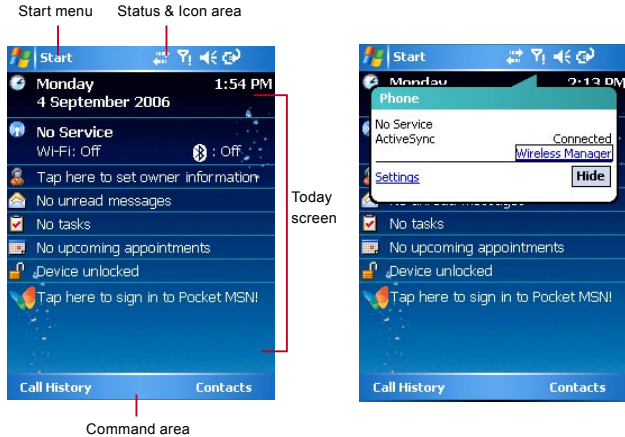 Start menu
Status & Icon area
Start
Monday
1:54 PM
4 September 2006
No Service
Wi-Fi: Off
: Off
Tap here to set owner information
No unread messages
No tasks
No upcoming appointments
Device unlocked
Tap here to sign in to Pocket MSN!
Call History
Contacts
Today
screen
Command area
Start
Monday
2:13 PM
Phone
No Service
ActiveSync
Connected
Wireless Manager
Settings
Hide
No unread messages
No tasks
No upcoming appointments
Device unlocked
Tap here to sign in to Pocket MSN!
Call History
Contacts